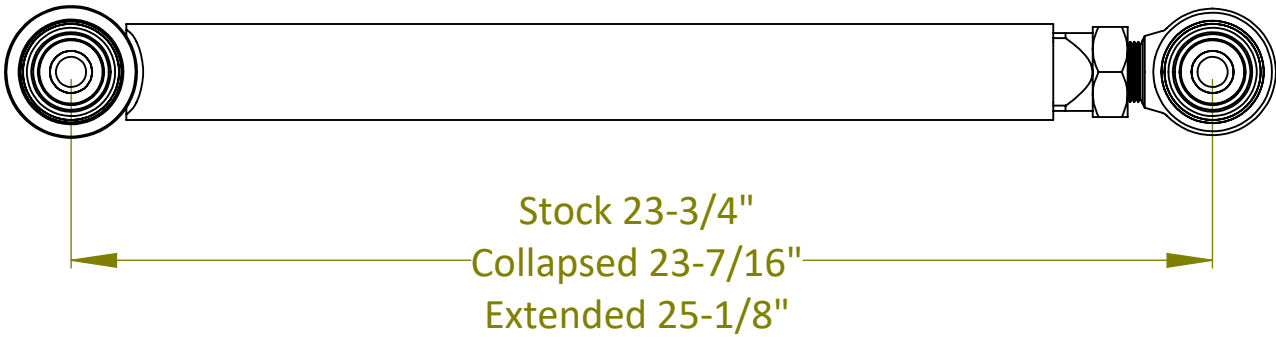 Stock 23-3/4"
Collapsed 23-7/16"
Extended 25-1/8"